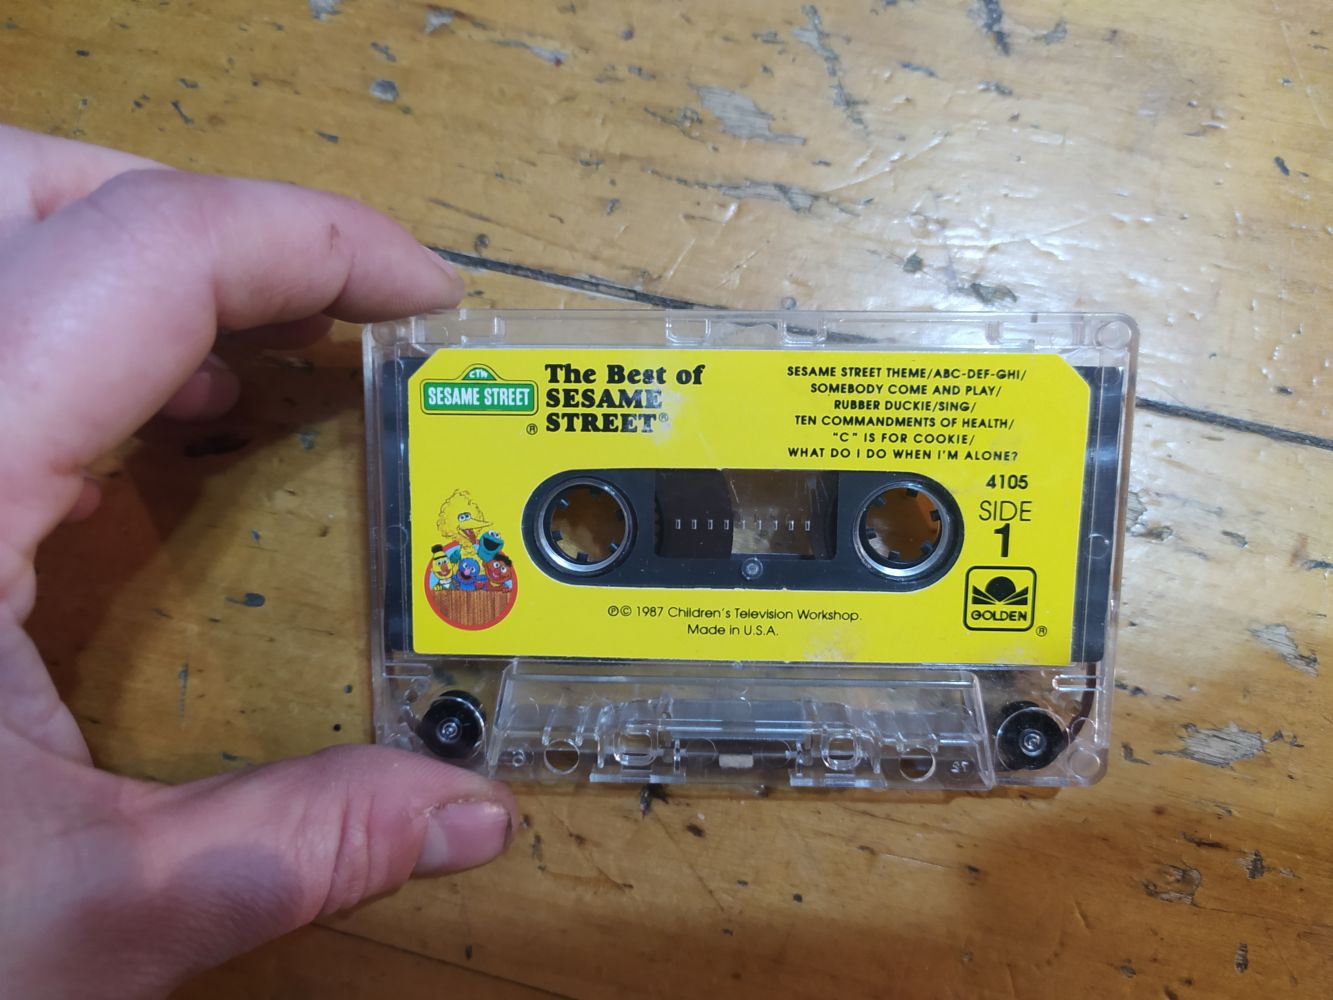 CTW
SESAME STREET
®
The Best of
SESAME
STREET®
SESAME STREET THEME/ABC-DEF-GHI/
SOMEBODY COME AND PLAY/
RUBBER DUCKIE/SING/
TEN COMMANDMENTS OF HEALTH/
"C" IS FOR COOKIE/
WHAT DO I DO WHEN I'M ALONE?
4105
SIDE
1
GOLDEN
®
℗© 1987 Children's Television Workshop.
Made in U.S.A.